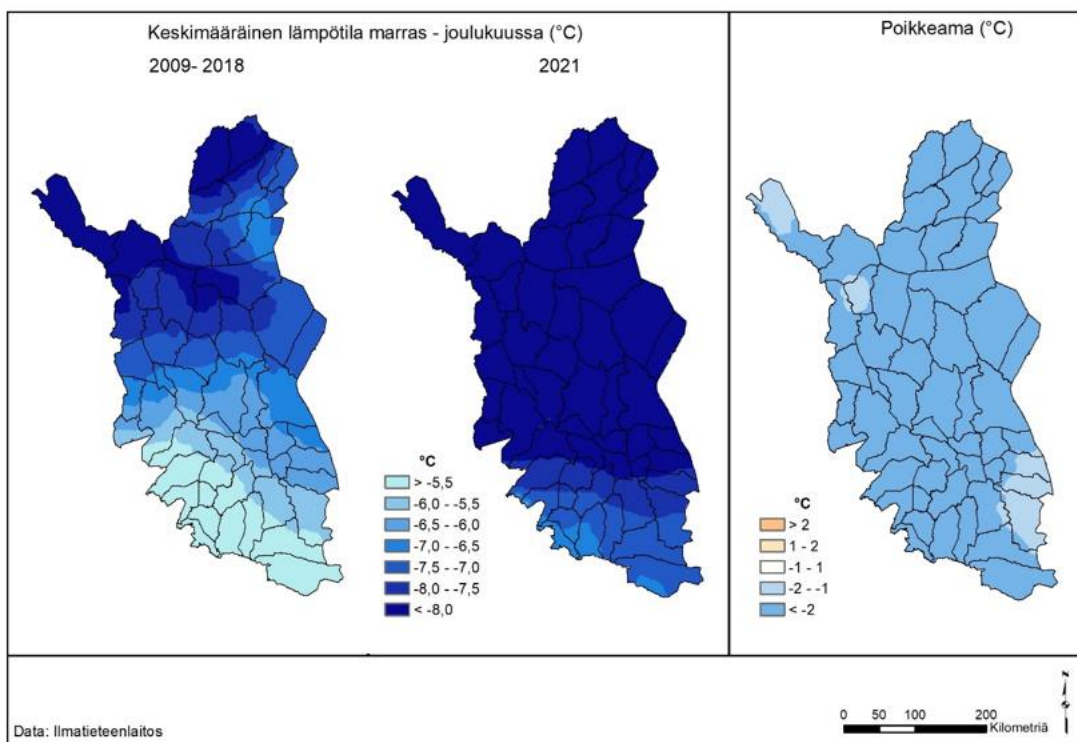 Keskimääräinen lämpötila marras - joulukuussa (°C)
2009- 2018
2021
Poikkeama (°C)
°C
> -5,5
-6,0 - -5,5
-6,5 - -6,0
-7,0 - -6,5
-7,5 - -7,0
-8,0 - -7,5
< -8,0
°C
> 2
1 - 2
-1 - 1
-2 - -1
< -2
Data: Ilmatieteenlaitos
N
0 50 100 200
Kilometriä